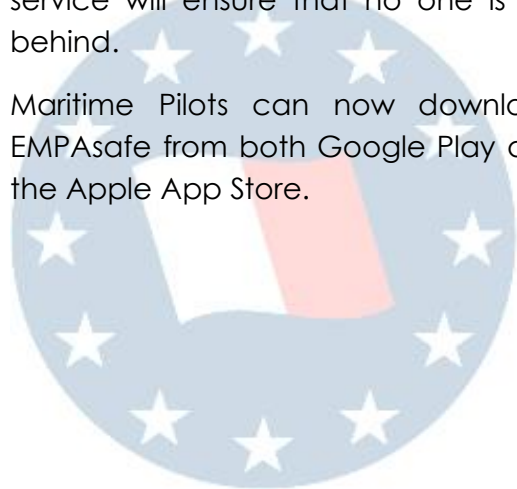 service will ensure that no one is
behind.
Maritime Pilots can now downlo
EMPAsafe from both Google Play
the Apple App Store.